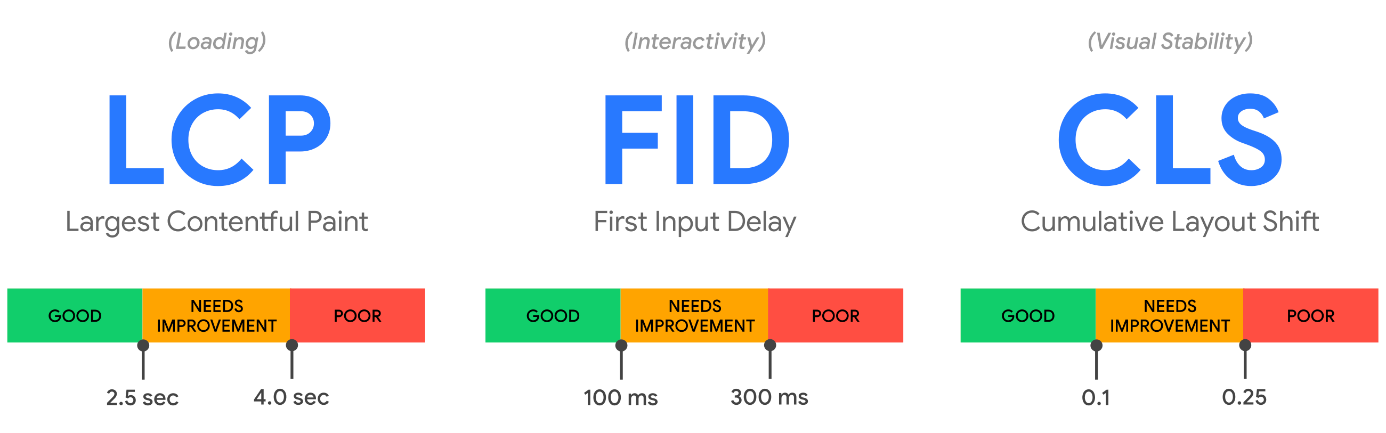 (Loading)
LCP
Largest Contentful Paint
GOOD
NEEDS
IMPROVEMENT
POOR
2.5 sec
4.0 sec
(Interactivity)
FID
First Input Delay
GOOD
NEEDS
IMPROVEMENT
POOR
100 ms
300 ms
(Visual Stability)
CLS
Cumulative Layout Shift
GOOD
NEEDS
IMPROVEMENT
POOR
0.1
0.25